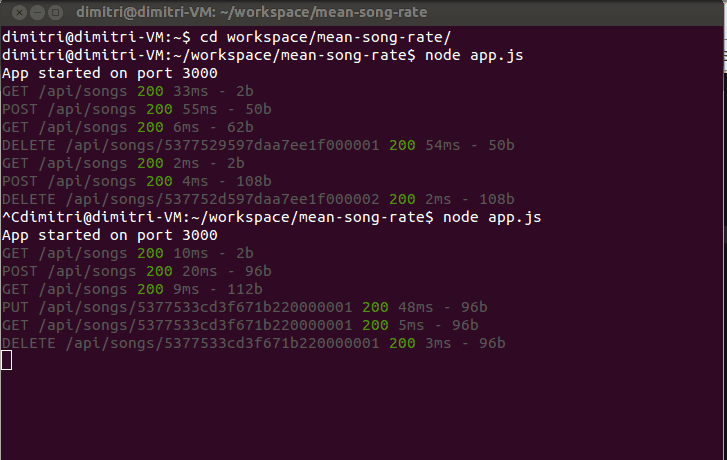 dimitri@dimitri-VM: ~/workspace/mean-song-rate
dimitri@dimitri-VM:~$ cd workspace/mean-song-rate/
dimitri@dimitri-VM:~/workspace/mean-song-rate$ node app.js
App started on port 3000
GET /api/songs 200 33ms - 2b
POST /api/songs 200 55ms - 50b
GET /api/songs 200 6ms - 62b
DELETE /api/songs/5377529597daa7ee1f000001 200 54ms - 50b
GET /api/songs 200 2ms - 2b
POST /api/songs 200 4ms - 108b
DELETE /api/songs/537752d597daa7ee1f000002 200 2ms - 108b
^Cdimitri@dimitri-VM:~/workspace/mean-song-rate$ node app.js
App started on port 3000
GET /api/songs 200 10ms - 2b
POST /api/songs 200 20ms - 96b
GET /api/songs 200 9ms - 112b
PUT /api/songs/5377533cd3f671b220000001 200 48ms - 96b
GET /api/songs/5377533cd3f671b220000001 200 5ms - 96b
DELETE /api/songs/5377533cd3f671b220000001 200 3ms - 96b